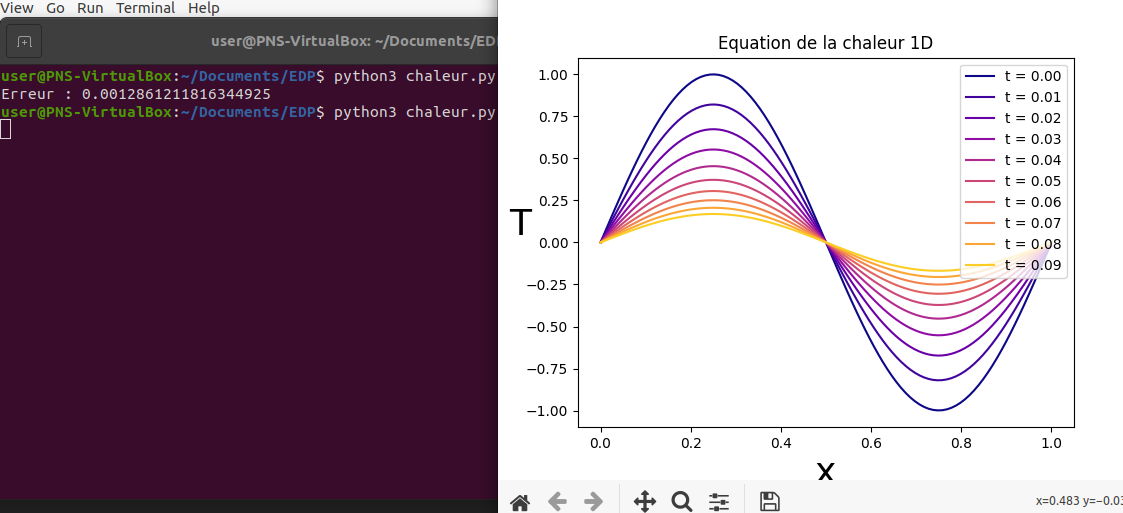 View Go Run Terminal Help
user@PNS-VirtualBox: ~/Documents/ED
user@PNS-VirtualBox:~/Documents/EDP$ python3 chaleur.py
Erreur : 0.0012861211816344925
user@PNS-VirtualBox:~/Documents/EDP$ python3 chaleur.py
Equation de la chaleur 1D
1.00
0.75
0.50
0.25
0.00
−0.25
−0.50
−0.75
−1.00
T
t = 0.00
t = 0.01
t = 0.02
t = 0.03
t = 0.04
t = 0.05
t = 0.06
t = 0.07
t = 0.08
t = 0.09
0.0 0.2 0.4 0.6 0.8 1.0
x
x=0.483 y=−0.03